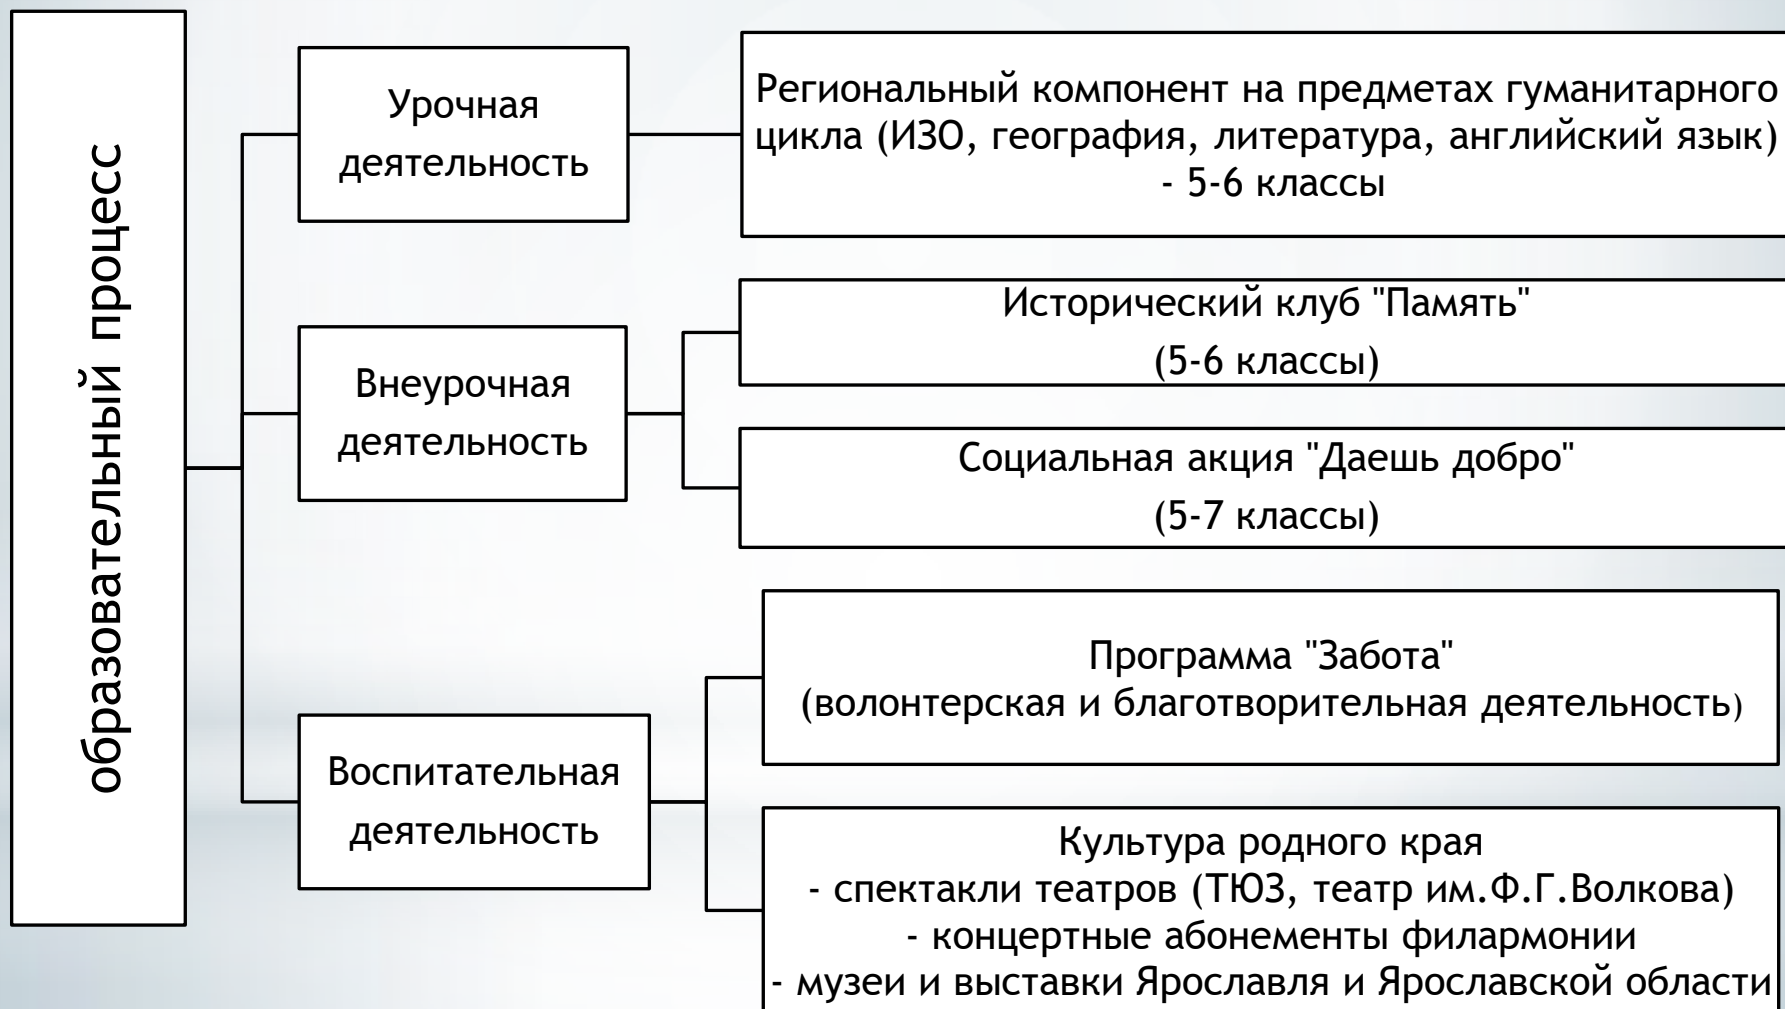 образовательный процесс
Урочная
деятельность
Региональный компонент на предметах гуманитарного
цикла (ИЗО, география, литература, английский язык)
- 5-6 классы
Внеурочная
деятельность
Исторический клуб "Память"
(5-6 классы)
Социальная акция "Даешь добро"
(5-7 классы)
Воспитательная
деятельность
Программа "Забота"
(волонтерская и благотворительная деятельность)
Культура родного края
- спектакли театров (ТЮЗ, театр им.Ф.Г.Волкова)
- концертные абонементы филармонии
- музеи и выставки Ярославля и Ярославской области